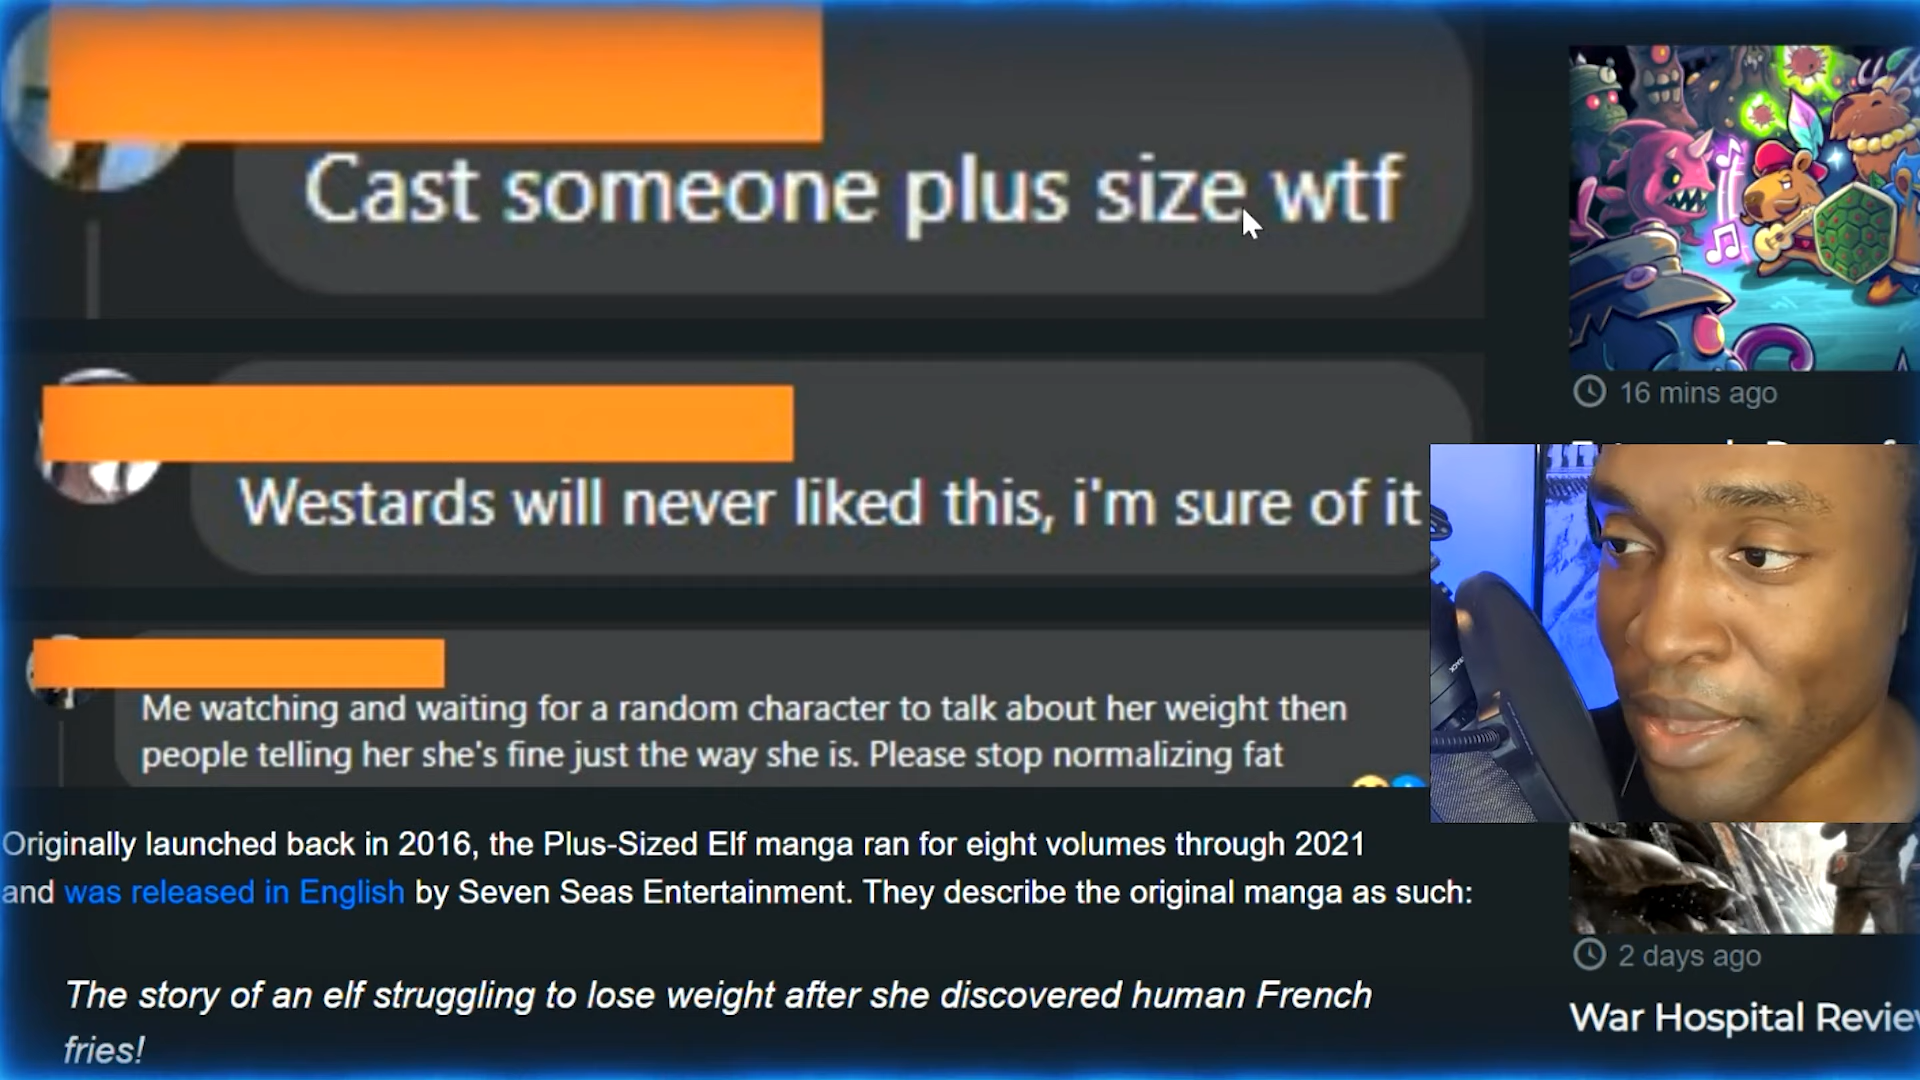 Cast someone plus size wtf
Westards will never liked this, i'm sure of it
Me watching and waiting for a random character to talk about her weight then
people telling her she's fine just the way she is. Please stop normalizing fat
Originally launched back in 2016, the Plus-Sized Elf manga ran for eight volumes through 2021
and was released in English by Seven Seas Entertainment. They describe the original manga as such:
The story of an elf struggling to lose weight after she discovered human French
fries!
16 mins ago
2 days ago
War Hospital